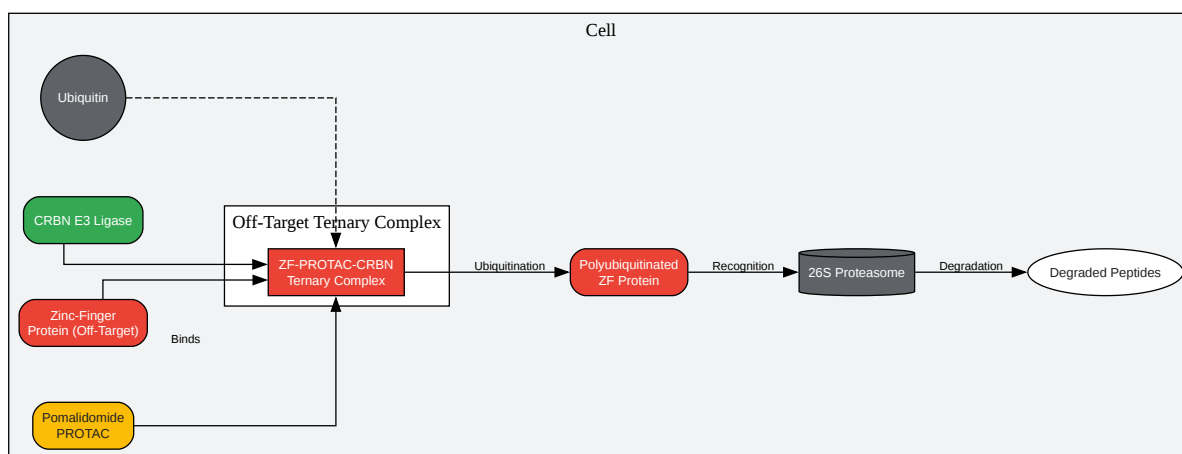 Cell
Ubiquitin
CRBN E3 Ligase
Off-Target Ternary Complex
ZF-PROTAC-CRBN
Ternary Complex
Ubiquitination
Polyubiquitinated
ZF Protein
Recognition
26S Proteasome
Degradation
Degraded Peptides
Zinc-Finger
Protein (Off-Target)
Binds
Pomalidomide
PROTAC